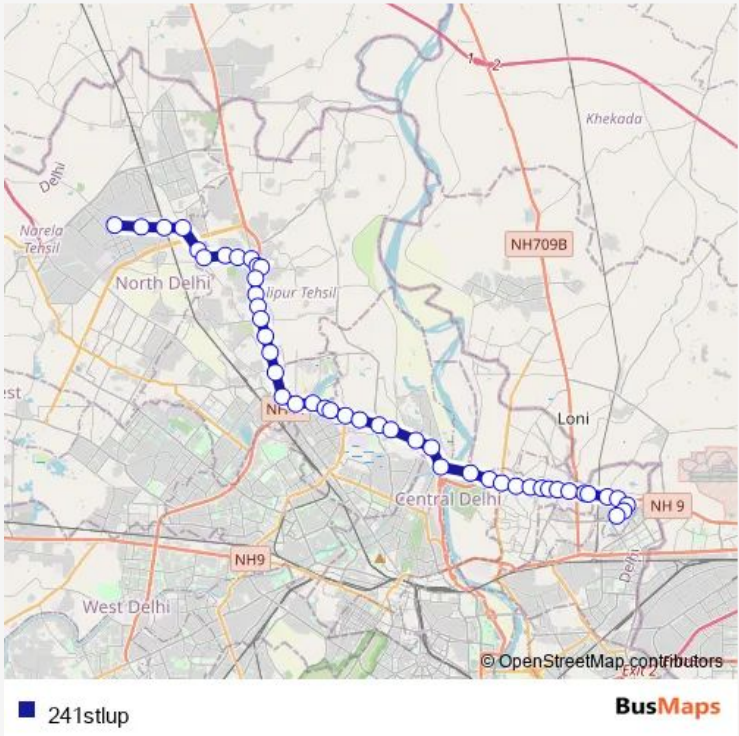 1
2
Khekada
Delhi
Narela
Tehsil
NH709B
North Delhi
lipur Tehsil
est
NH
Loni
Central Delhi
NH 9
NH9
Delhi
West Delhi
© OpenStreetMap contributors
Exit 2
241stlup
BusMaps